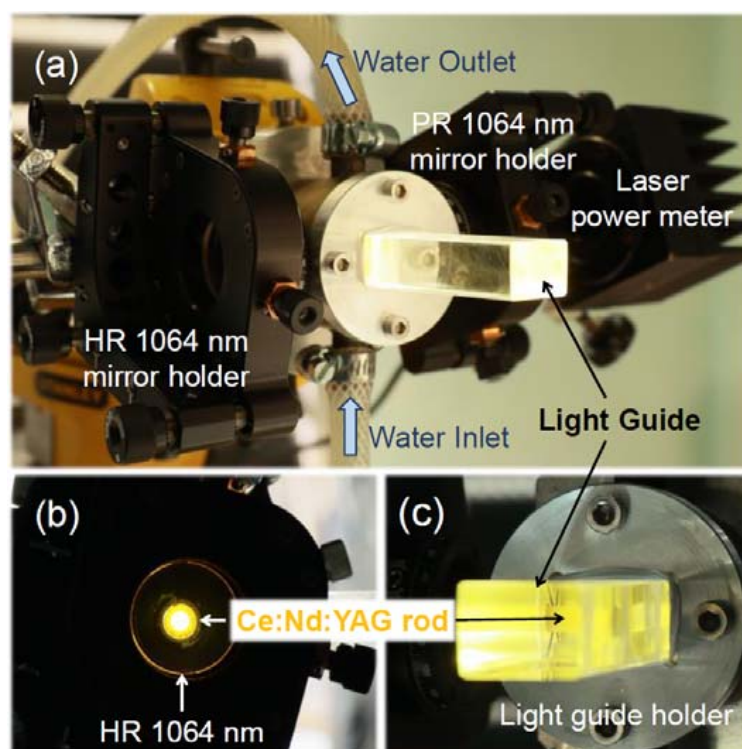 (a)
Water Outlet
PR 1064 nm
mirror holder
Laser
power meter
HR 1064 nm
mirror holder
Water Inlet
Light Guide
(b)
Ce:Nd:YAG rod
HR 1064 nm
(c)
Light guide holder